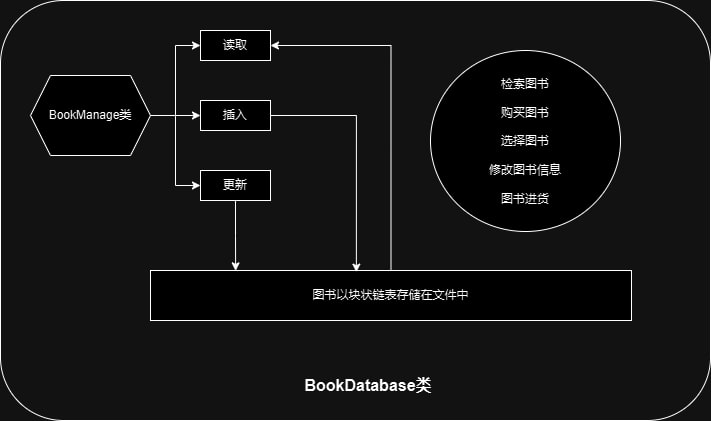 读取
BookManage类
插入
更新
检索图书
购买图书
选择图书
修改图书信息
图书进货
图书以块状链表存储在文件中
BookDatabase类